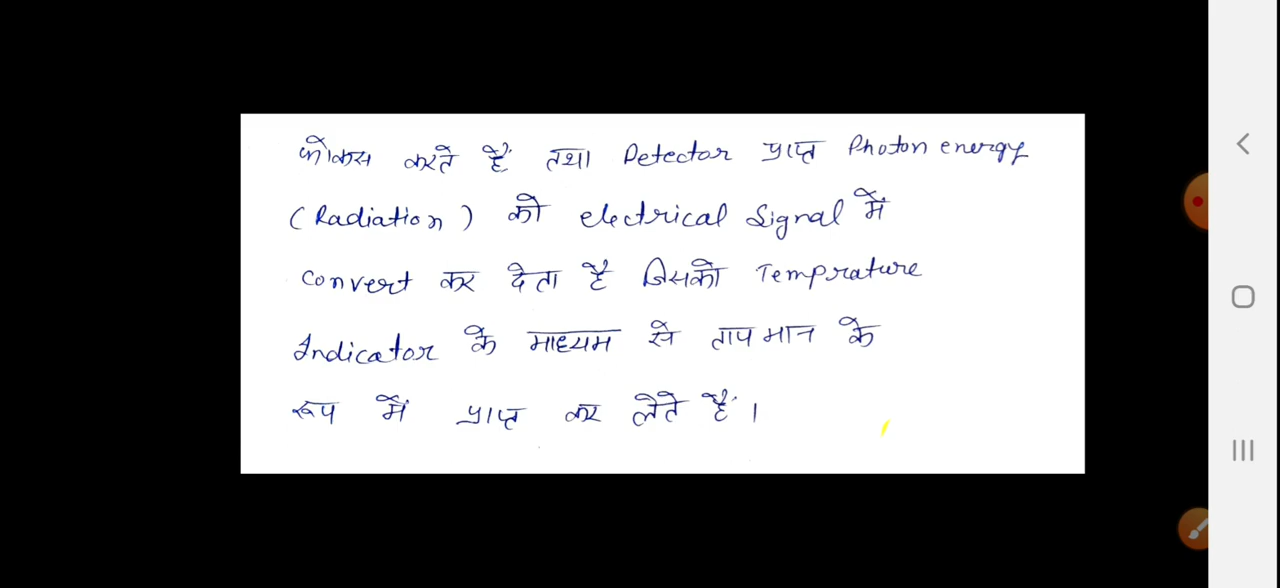 फोकस करते हैं तथा Detector प्राप्त Photon energy
(Radiation) को electrical Signal में
Convert कर देता है जिसको Temprature
Indicator के माध्यम से तापमान के
रूप में प्राप्त कर लेते हैं।